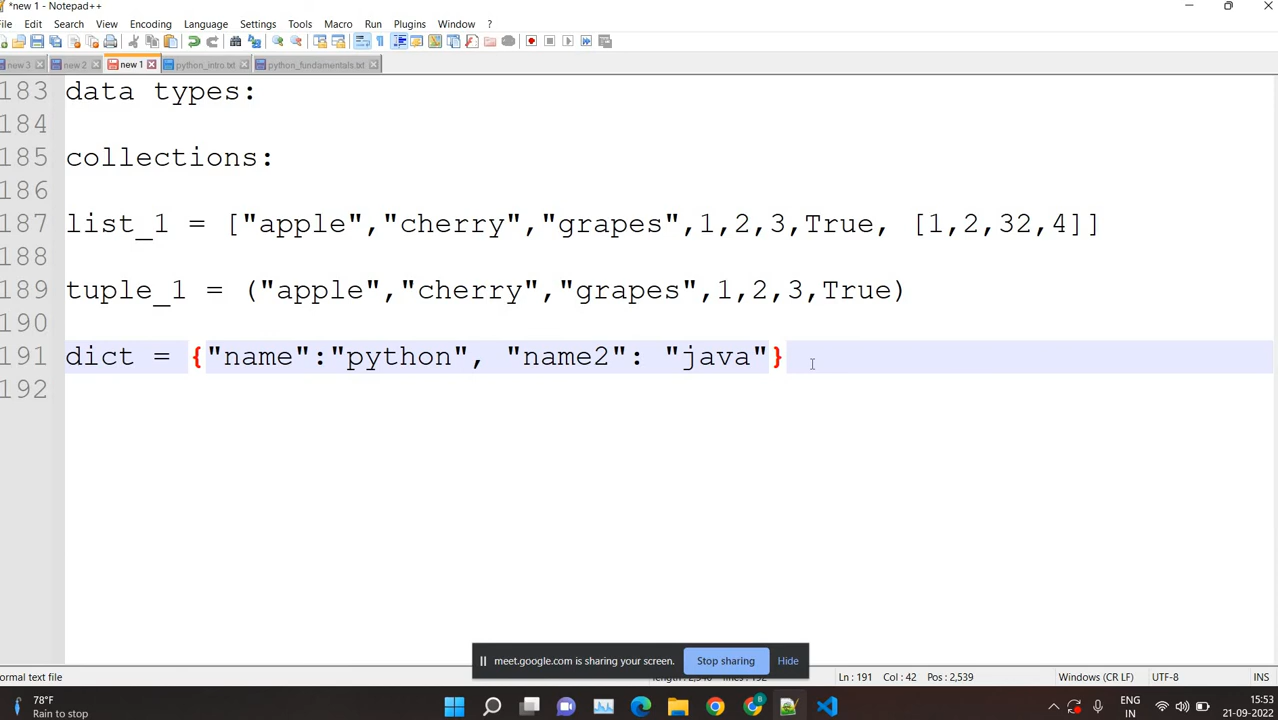 *new 1 - Notepad++
File Edit Search View Encoding Language Settings Tools Macro Run Plugins Window ?
new 3 new 2 new 1 python_intro.txt python_fundamentals.txt
183 data types:
184
185 collections:
186
187 list_1 = ["apple","cherry","grapes",1,2,3,True, [1,2,32,4]]
188
189 tuple_1 = ("apple","cherry","grapes",1,2,3,True)
190
191 dict = {"name":"python", "name2": "java"}
192
meet.google.com is sharing your screen. Stop sharing Hide
ormal text file Ln : 191 Col : 42 Pos : 2,539 Windows (CR LF) UTF-8 INS
78°F
Rain to stop
ENG
IN
15:53
21-09-2022